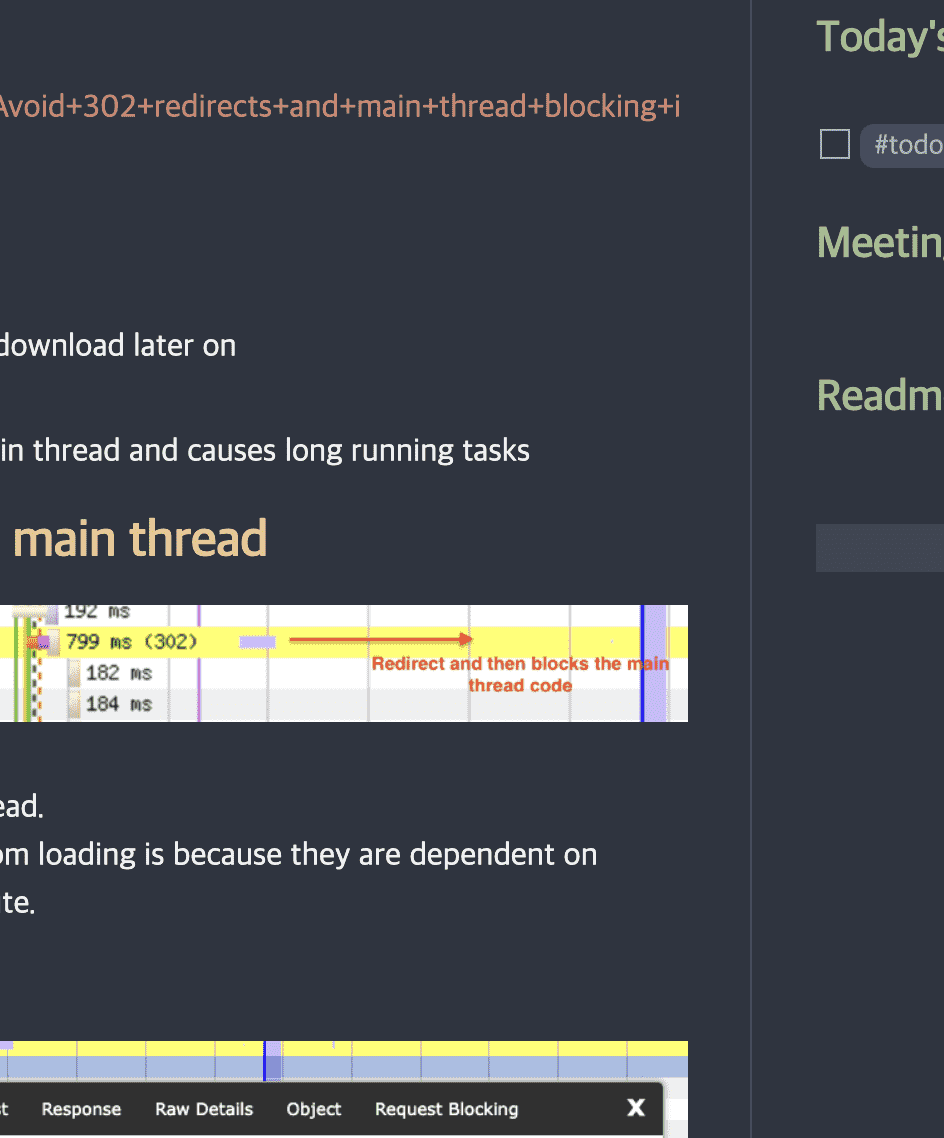 Avoid+302+redirects+and+main+thread+blocking+i
download later on
in thread and causes long running tasks
main thread
192 ms
799 ms (302)
Redirect and then blocks the main
thread code
182 ms
184 ms
ead.
om loading is because they are dependent on
te.
t Response Raw Details Object Request Blocking X
Today's
#todo
Meeting
Readm